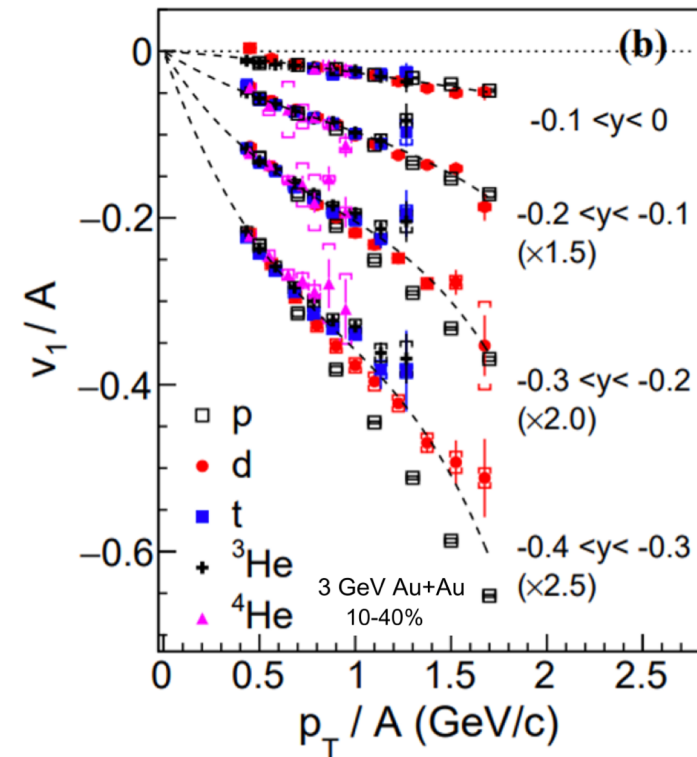 (b)
0
−0.2
−0.4
−0.6
v₁ / A
-0.1 <y< 0
-0.2 <y< -0.1
(×1.5)
-0.3 <y< -0.2
(×2.0)
-0.4 <y< -0.3
(×2.5)
p
d
t
³He
⁴He
3 GeV Au+Au
10-40%
0 0.5 1 1.5 2 2.5
p_T / A (GeV/c)